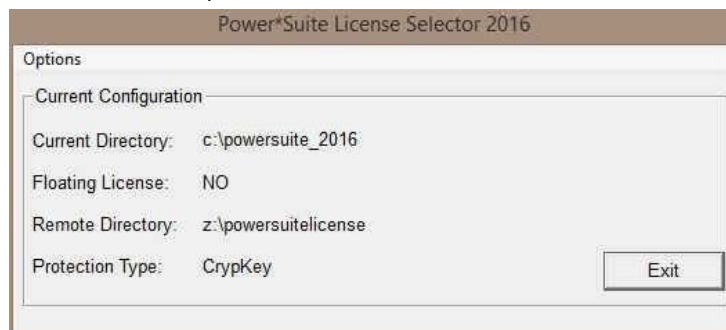 Power*Suite License Selector 2016
Options
Current Configuration
Current Directory: c:\powersuite_2016
Floating License: NO
Remote Directory: z:\powersuitelicense
Protection Type: CrypKey
Exit